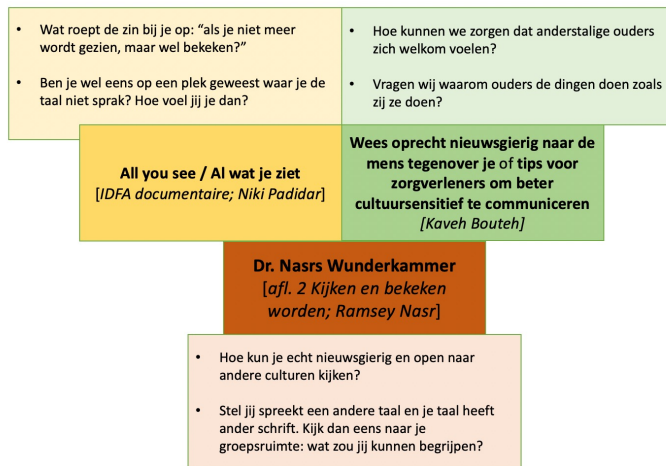 • Wat roept de zin bij je op: “als je niet meer
wordt gezien, maar wel bekeken?”
• Ben je wel eens op een plek geweest waar je de
taal niet sprak? Hoe voel jij je dan?
• Hoe kunnen we zorgen dat anderstalige ouders
zich welkom voelen?
• Vragen wij waarom ouders de dingen doen zoals
zij ze doen?
All you see / Al wat je ziet
[IDFA documentaire; Niki Padidar]
Wees oprecht nieuwsgierig naar de
mens tegenover je of tips voor
zorgverleners om beter
cultuursensitief te communiceren
[Kaveh Bouteh]
Dr. Nasrs Wunderkammer
[afl. 2 Kijken en bekeken
worden; Ramsey Nasr]
• Hoe kun je echt nieuwsgierig en open naar
andere culturen kijken?
• Stel jij spreekt een andere taal en je taal heeft
ander schrift. Kijk dan eens naar je
groepsruimte: wat zou jij kunnen begrijpen?